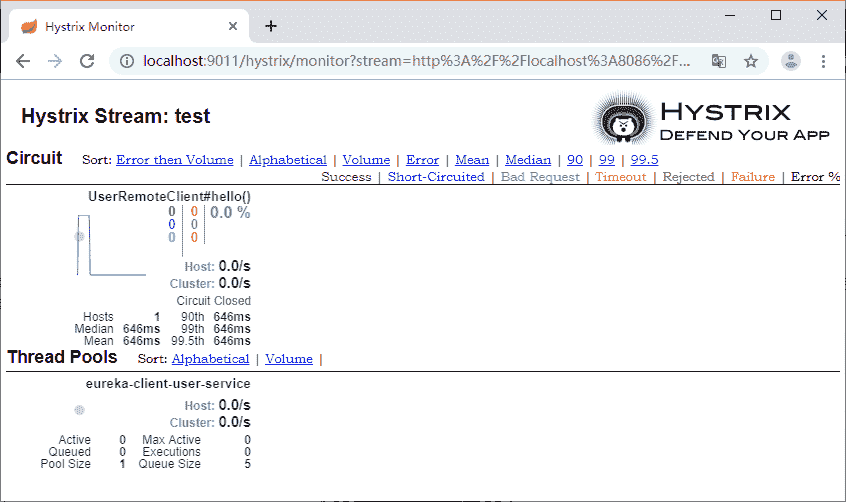 Hystrix Monitor
localhost:9011/hystrix/monitor?stream=http%3A%2F%2Flocalhost%3A8086%2F...
Hystrix Stream: test
HYSTRIX
DEFEND YOUR APP
Circuit Sort: Error then Volume | Alphabetical | Volume | Error | Mean | Median | 90 | 99 | 99.5
Success | Short-Circuited | Bad Request | Timeout | Rejected | Failure | Error %
UserRemoteClient#hello()
0 0 0.0 %
0 0
0 0
Host: 0.0/s
Cluster: 0.0/s
Circuit Closed
Hosts 1 90th 646ms
Median 646ms 99th 646ms
Mean 646ms 99.5th 646ms
Thread Pools Sort: Alphabetical | Volume |
eureka-client-user-service
Host: 0.0/s
Cluster: 0.0/s
Active 0 Max Active 0
Queued 0 Executions 0
Pool Size 1 Queue Size 5